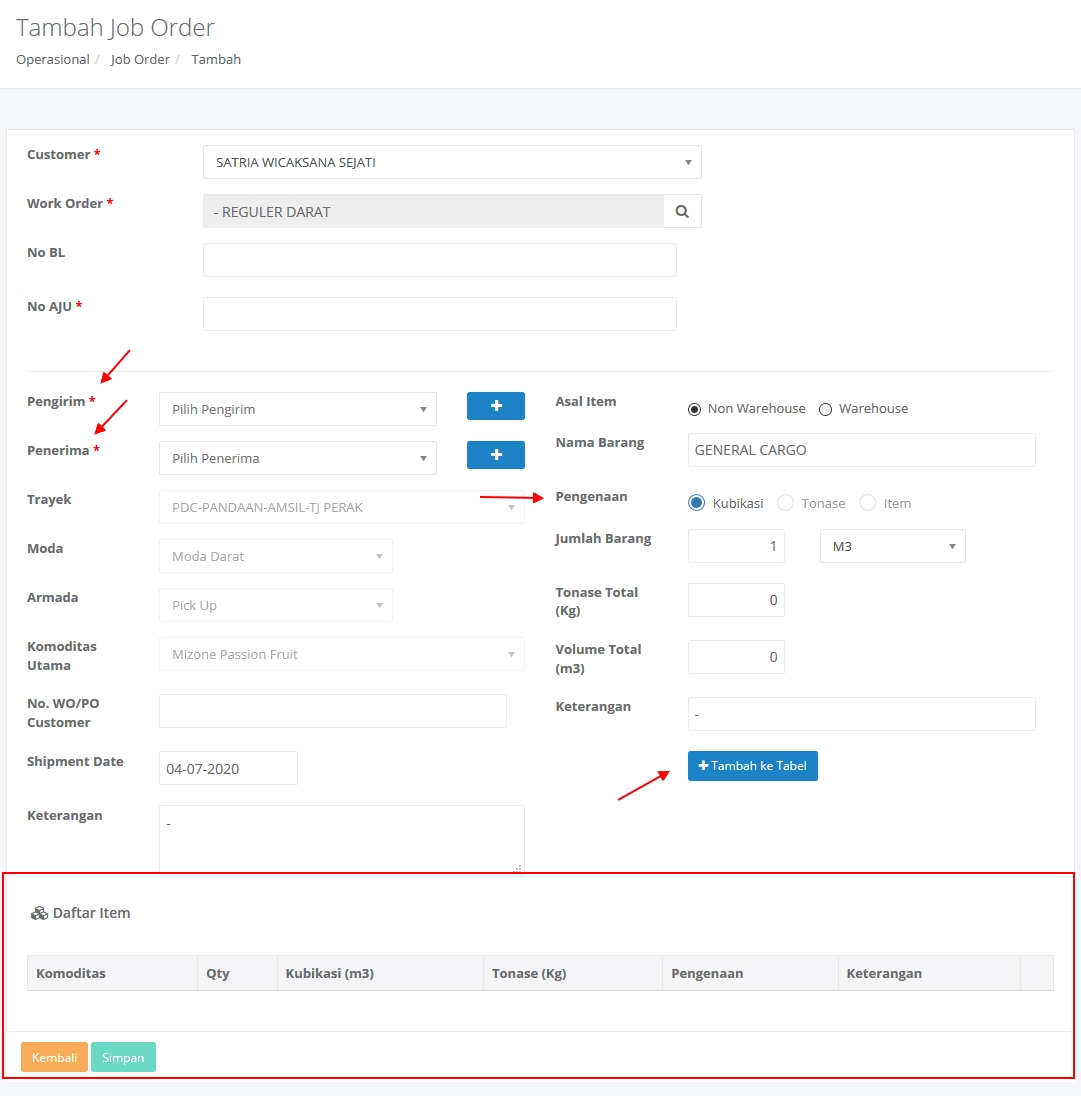 Tambah Job Order
Operasional / Job Order / Tambah
Customer *
SATRIA WICAKSANA SEJATI
Work Order *
- REGULER DARAT
No BL
No AJU *
Pengirim *
Pilih Pengirim
Penerima *
Pilih Penerima
Trayek
PDC-PANDAAN-AMSIL-TJ PERAK
Moda
Moda Darat
Armada
Pick Up
Komoditas
Utama
Mizone Passion Fruit
No. WO/PO
Customer
Shipment Date
04-07-2020
Keterangan
-
Asal Item
Non Warehouse Warehouse
Nama Barang
GENERAL CARGO
Pengenaan
Kubikasi Tonase Item
Jumlah Barang
1 M3
Tonase Total
(Kg)
0
Volume Total
(m3)
0
Keterangan
-
+ Tambah ke Tabel
Daftar Item
Komoditas Qty Kubikasi (m3) Tonase (Kg) Pengenaan Keterangan
Kembali Simpan